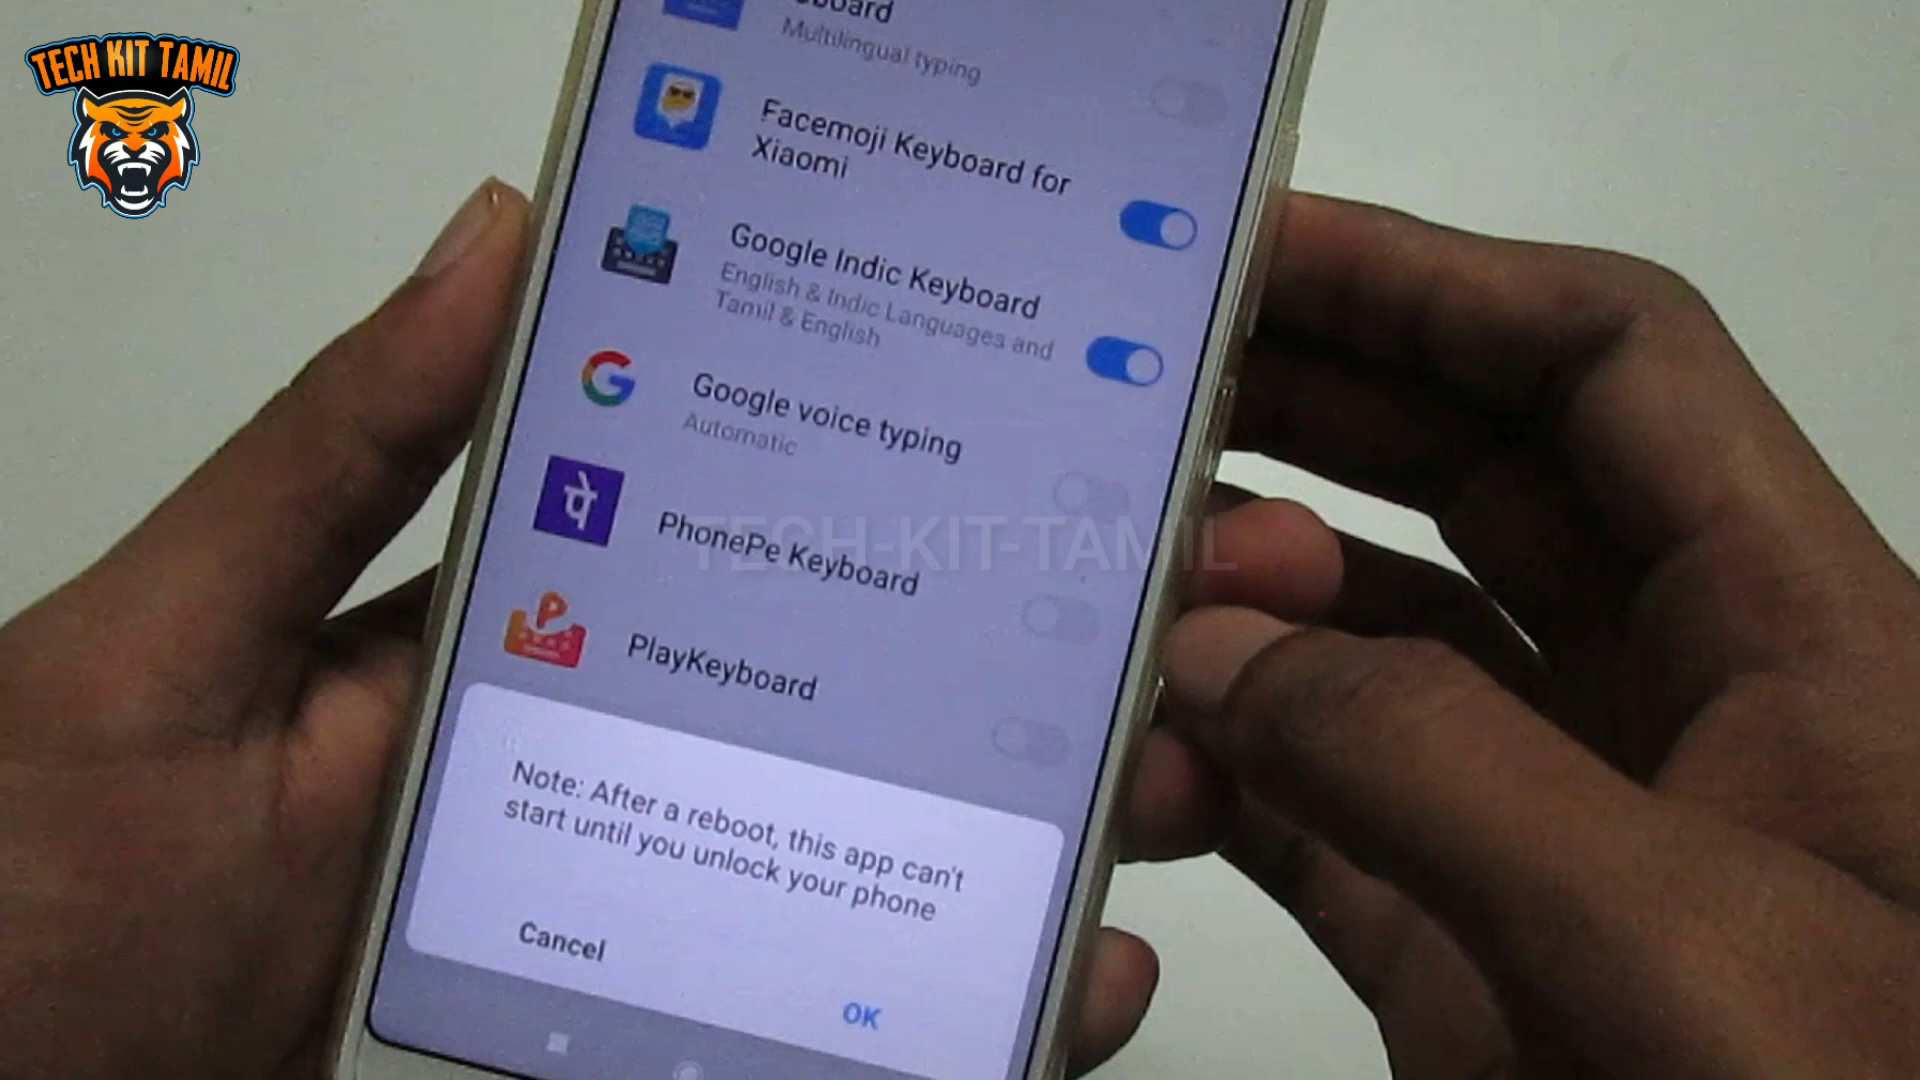 TECH KIT TAMIL
Multilingual typing
Facemoji Keyboard for
Xiaomi
Google Indic Keyboard
English & Indic Languages and
Tamil & English
Google voice typing
Automatic
पे
PhonePe Keyboard
TECH-KIT-TAMIL
PlayKeyboard
Note: After a reboot, this app can't
start until you unlock your phone
Cancel
OK